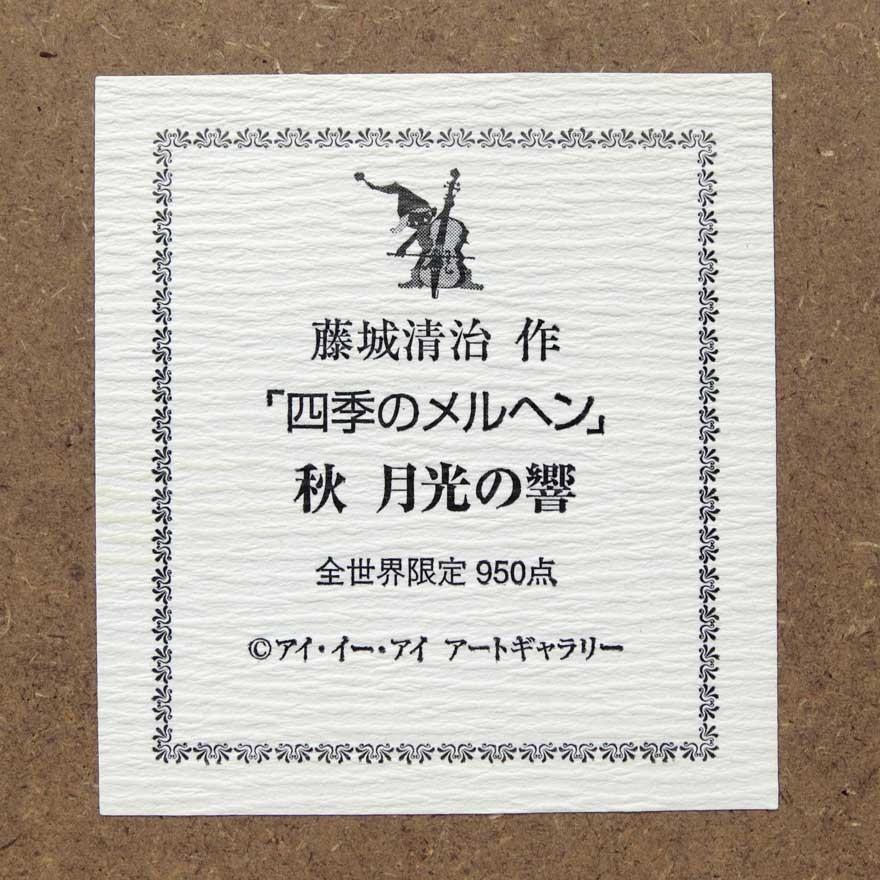 藤城清治 作
「四季のメルヘン」
秋 月光の響
全世界限定 950点
©アイ・イー・アイ アートギャラリー